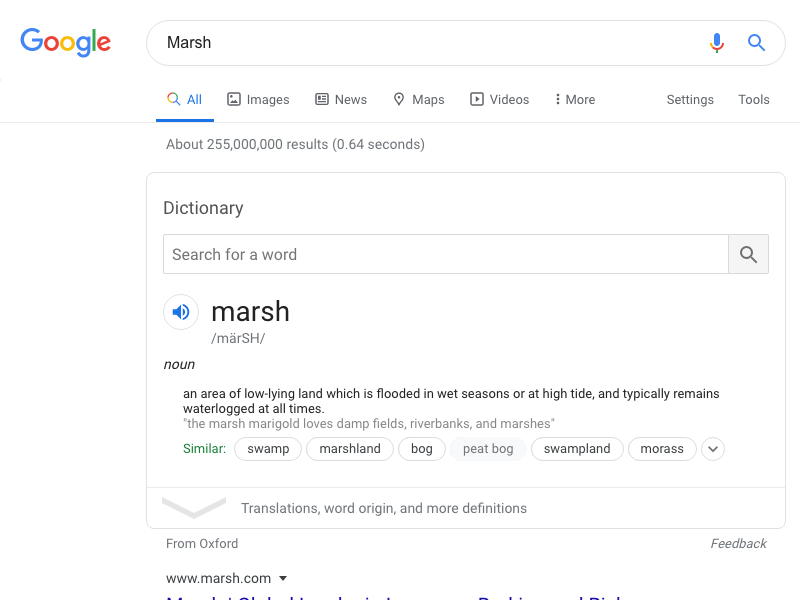 Google
Marsh
All Images News Maps Videos More Settings Tools
About 255,000,000 results (0.64 seconds)
Dictionary
Search for a word
marsh
/märSH/
noun
an area of low-lying land which is flooded in wet seasons or at high tide, and typically remains
waterlogged at all times.
"the marsh marigold loves damp fields, riverbanks, and marshes"
Similar: swamp marshland bog peat bog swampland morass
Translations, word origin, and more definitions
From Oxford Feedback
www.marsh.com